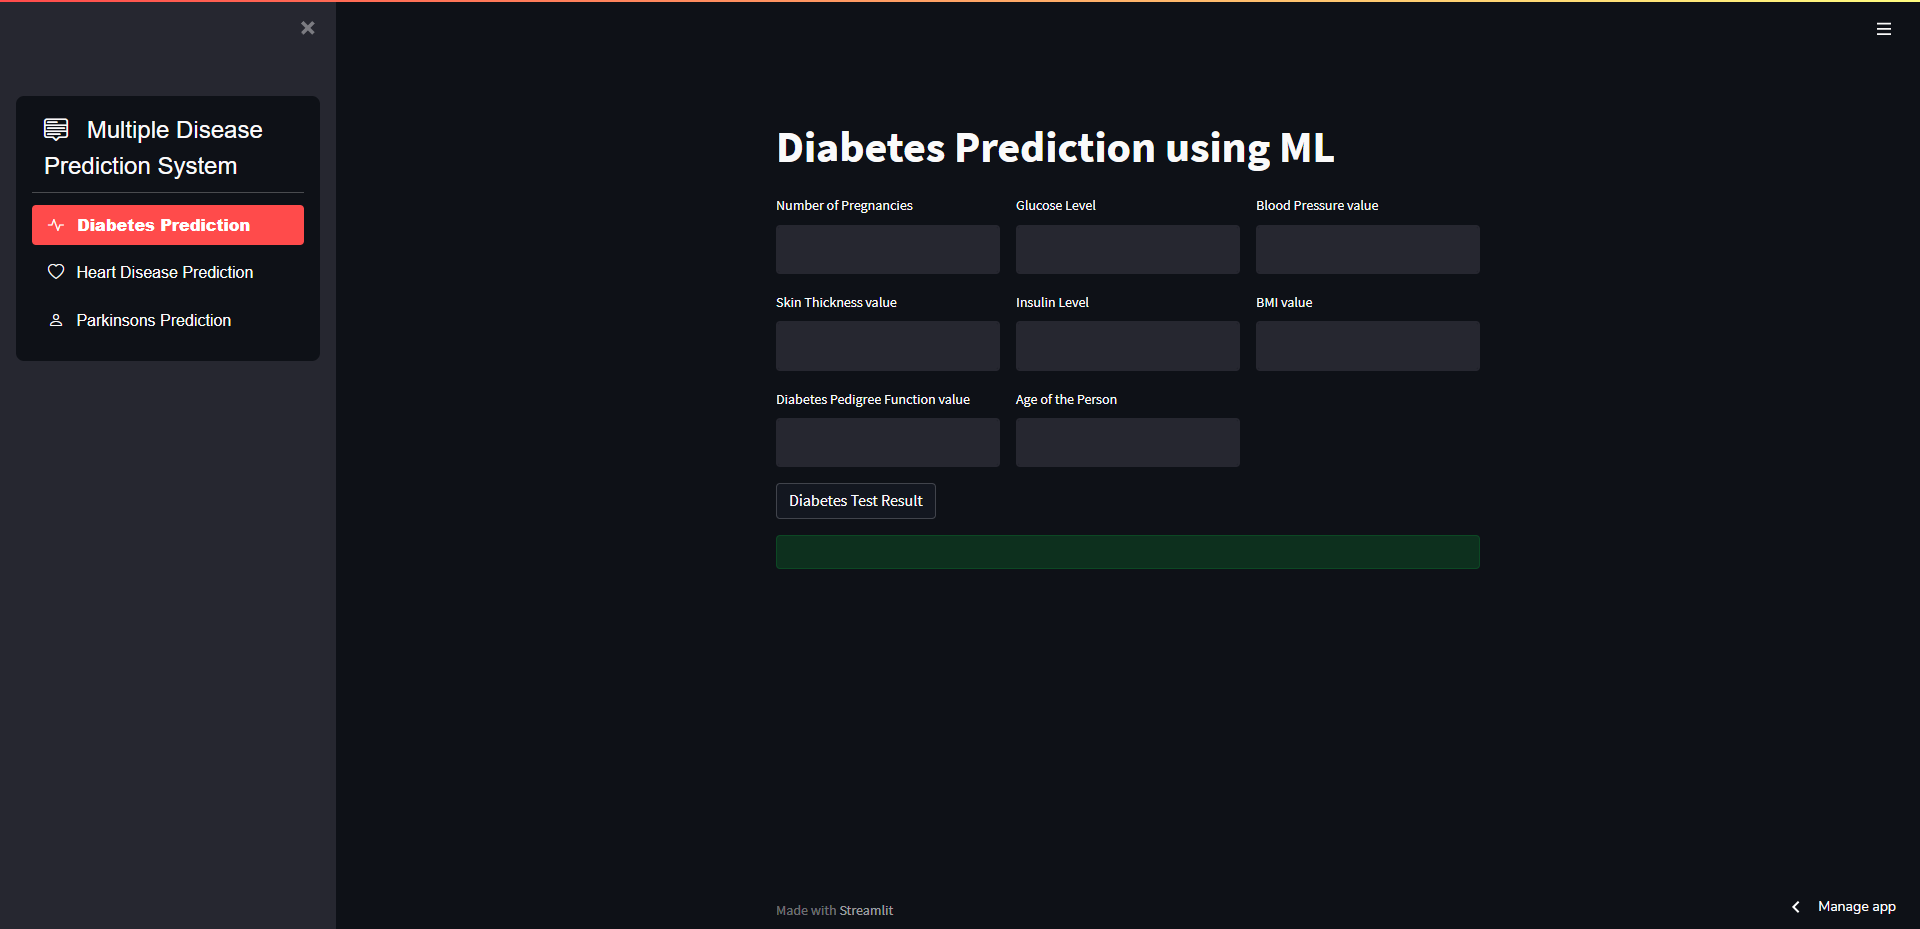 Multiple Disease
Prediction System
Diabetes Prediction
Heart Disease Prediction
Parkinsons Prediction
Diabetes Prediction using ML
Number of Pregnancies
Glucose Level
Blood Pressure value
Skin Thickness value
Insulin Level
BMI value
Diabetes Pedigree Function value
Age of the Person
Diabetes Test Result
Made with Streamlit
Manage app